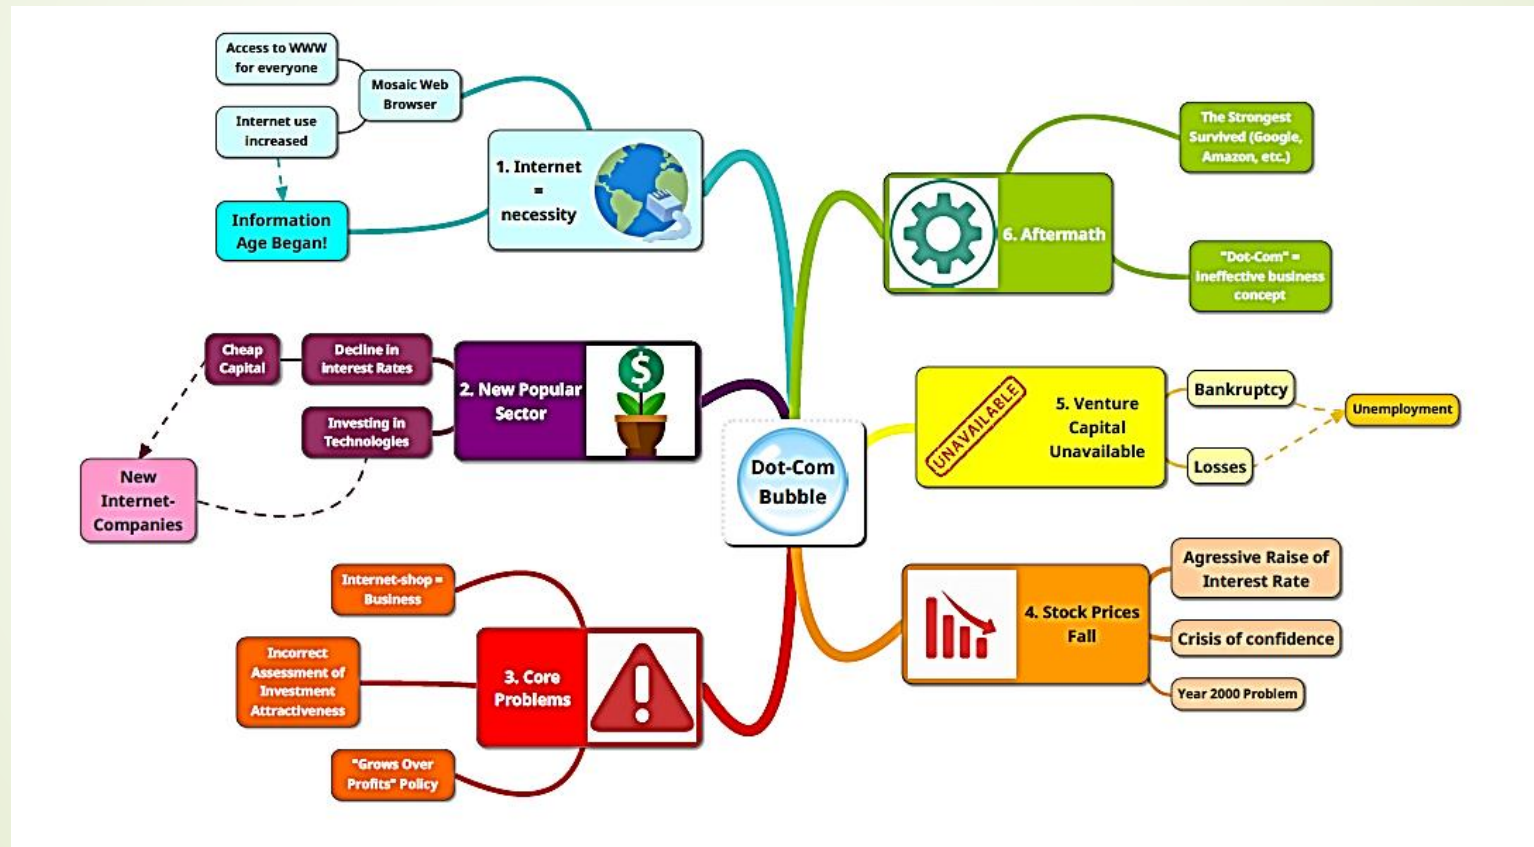 Access to WWW
for everyone
Mosaic Web
Browser
Internet use
increased
Information
Age Began!
1. Internet
=
necessity
Cheap
Capital
Decline in
interest Rates
Investing in
Technologies
New
Internet-
Companies
2. New Popular
Sector
$
Internet-shop =
Business
Incorrect
Assessment of
Investment
Attractiveness
"Grows Over
Profits" Policy
3. Core
Problems
!
Dot-Com
Bubble
6. Aftermath
The Strongest
Survived (Google,
Amazon, etc.)
"Dot-Com" =
ineffective business
concept
UNAVAILABLE
5. Venture
Capital
Unavailable
Bankruptcy
Losses
Unemployment
4. Stock Prices
Fall
Agressive Raise of
Interest Rate
Crisis of confidence
Year 2000 Problem